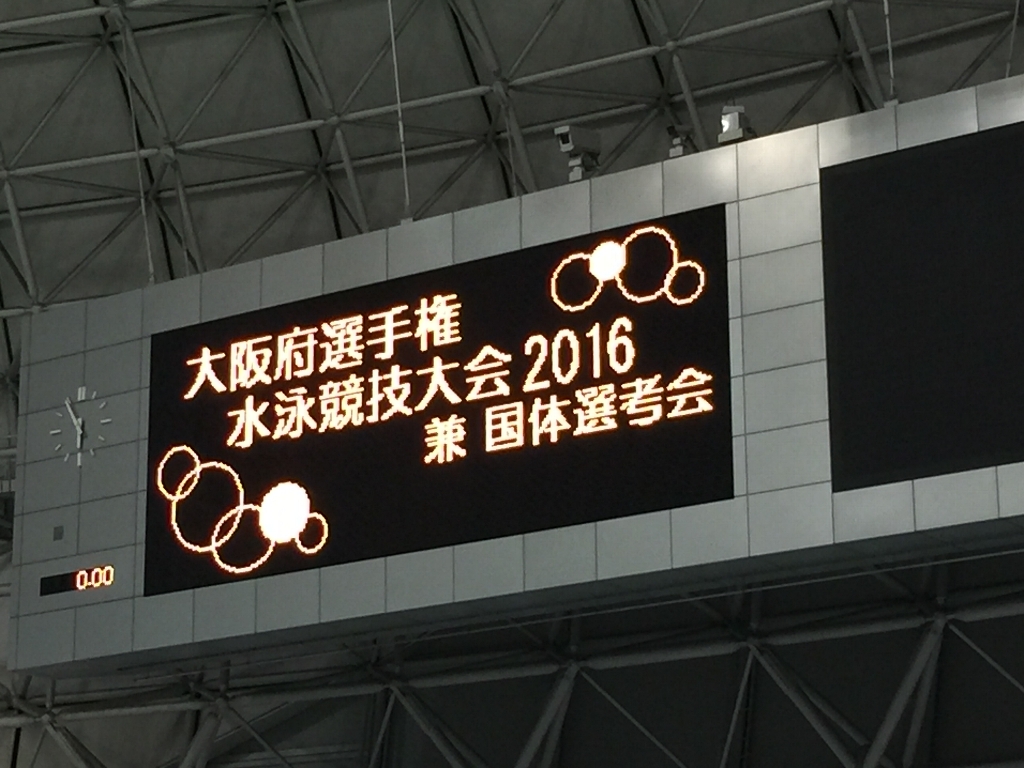 大阪府選手権
水泳競技大会2016
兼 国体選考会
0-00